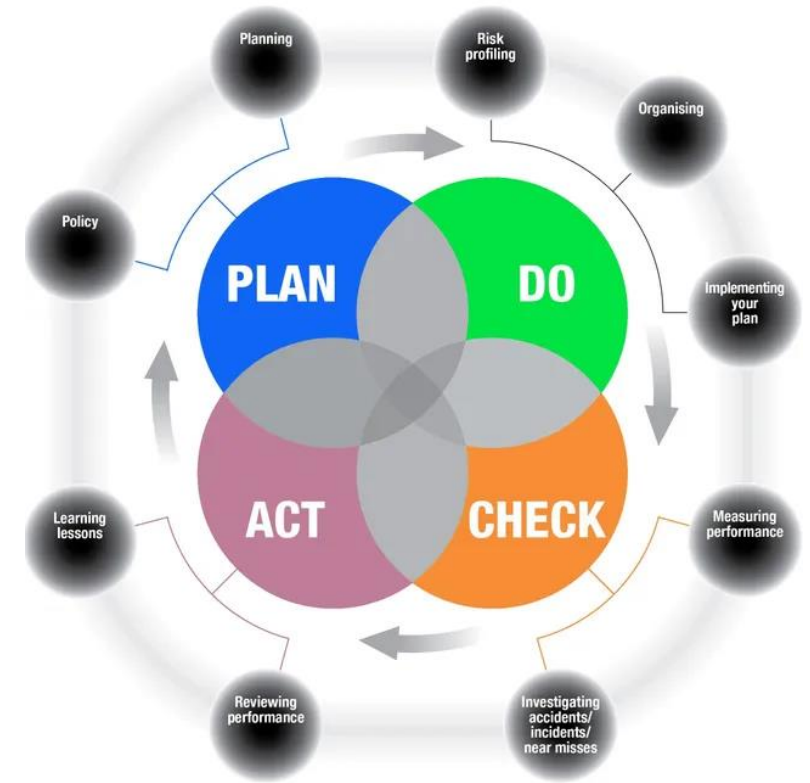 Planning
Risk
profiling
Organising
Policy
PLAN
DO
Implementing
your
plan
ACT
CHECK
Learning
lessons
Measuring
performance
Reviewing
performance
Investigating
accidents/
incidents/
near misses